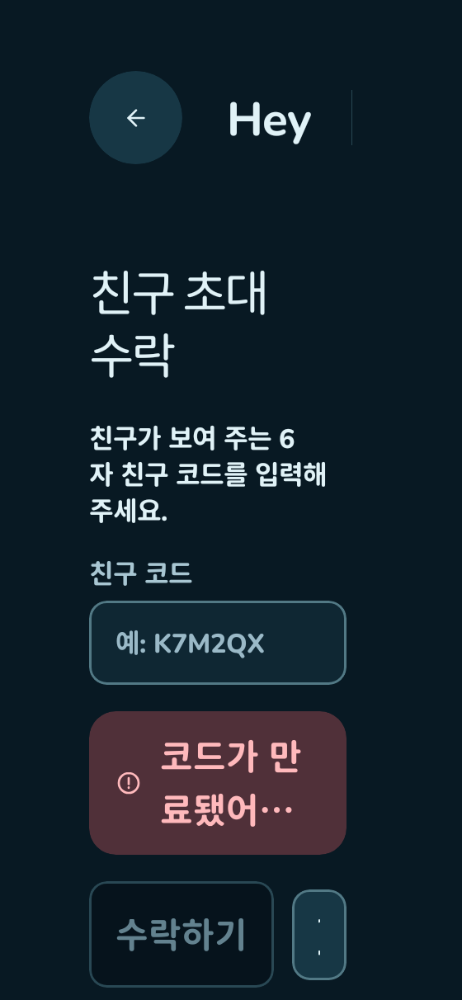 Hey
친구 초대
수락
친구가 보여 주는 6
자 친구 코드를 입력해
주세요.
친구 코드
예: K7M2QX
코드가 만
료됐어…
수락하기